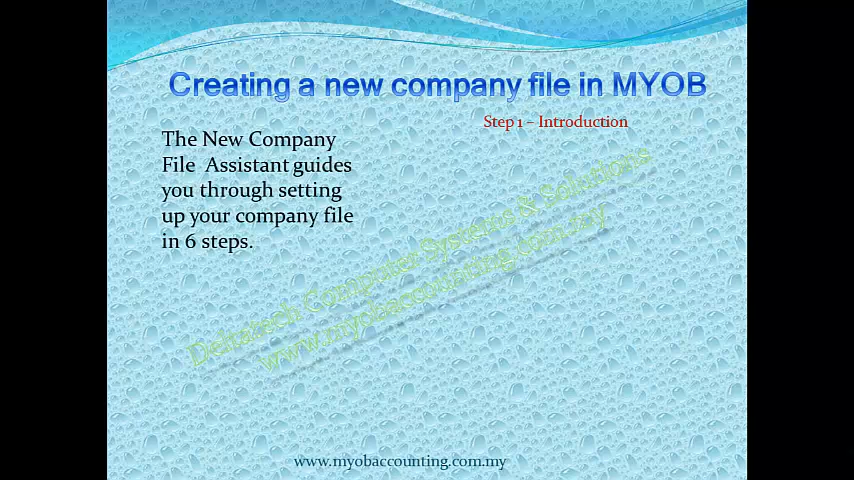 Creating a new company file in MYOB
Step 1 – Introduction
The New Company
File Assistant guides
you through setting
up your company file
in 6 steps.
Deltatech Computer Systems & Solutions
www.myobaccounting.com.my
www.myobaccounting.com.my